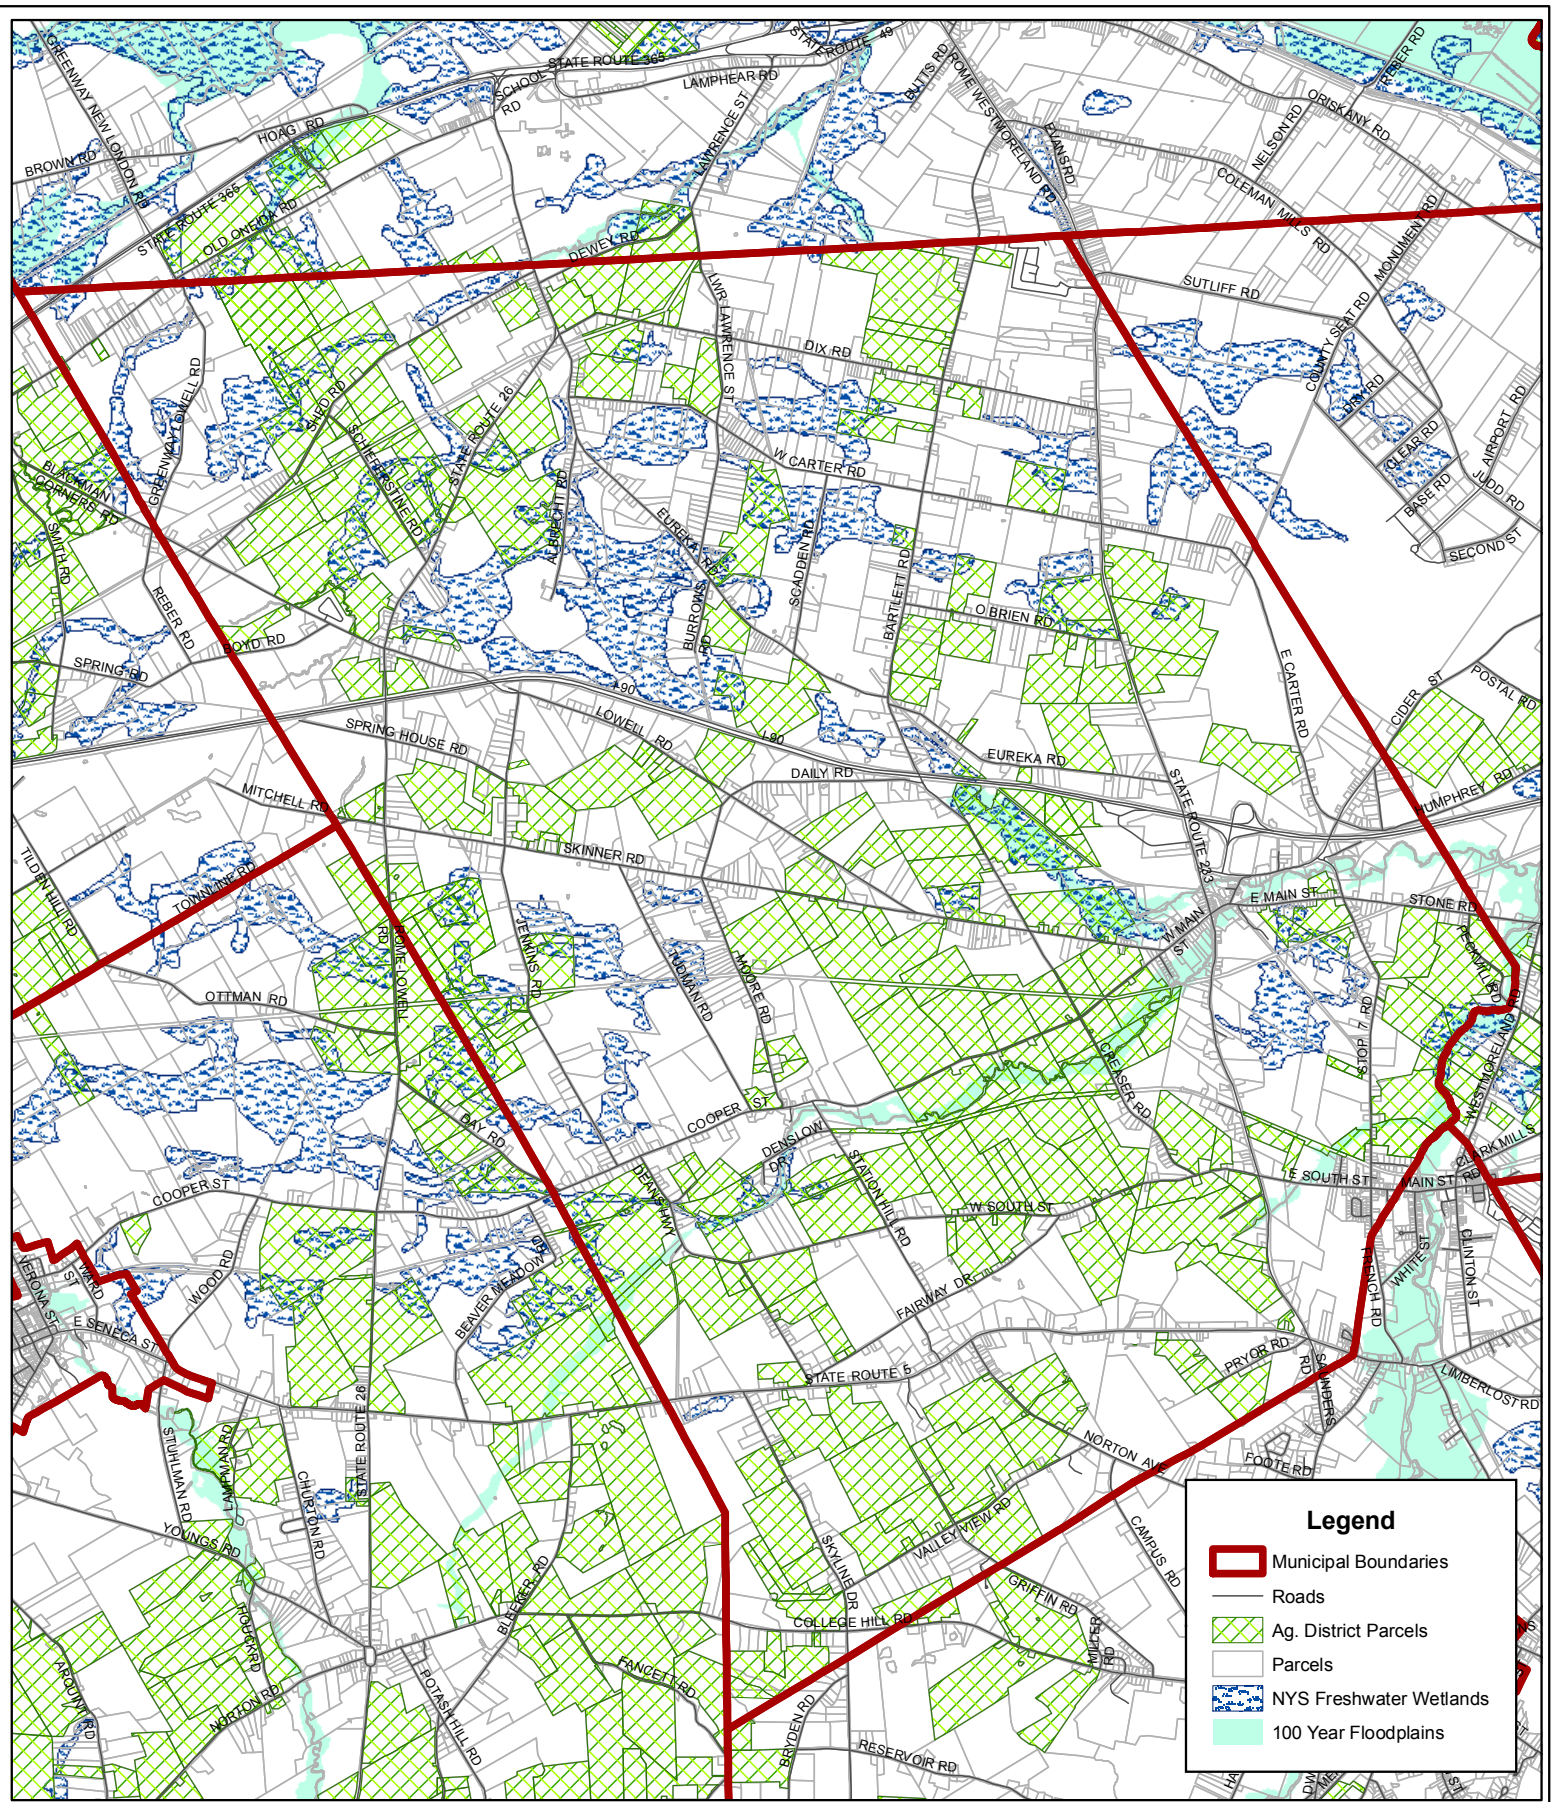 GREENWAY NEW LONDON RD
STATE ROUTE 365
STATE ROUTE 49
SCHOOL
RD
LAMPHEAR RD
BUTTS RD
ROME WESTMORELAND RD
REBER RD
ORISKANY RD
HOAG RD
BROWN RD
LAWRENCE ST
EVANS RD
NELSON RD
COLEMAN MILLS RD
STATE ROUTE 365
OLD ONEIDA RD
DEWEY RD
MONUMENT RD
LWR LAWRENCE ST
SUTLIFF RD
COUNTY SEAT RD
DIX RD
GREENWAY LOWELL RD
SHED RD
SCHERERSTINE RD
STATE ROUTE 26
DRY RD
CLEAR RD
AIRPORT RD
BLACKMAN
CORNERS RD
W CARTER RD
BASE RD
JUDD RD
SECOND ST
SMITH RD
ALBRECHT RD
EUREKA RD
SCADDEN RD
BARTLETT RD
REBER RD
BURROWS
RD
O BRIEN RD
BOYD RD
SPRING RD
E CARTER RD
CIDER ST
POSTAL RD
I-90
LOWELL RD
SPRING HOUSE RD
I-90
EUREKA RD
DAILY RD
STATE ROUTE 233
HUMPHREY RD
MITCHELL RD
SKINNER RD
TILDEN HILL RD
TOWNLINE RD
E MAIN ST
STONE RD
W MAIN
ST
ROME-LOWELL
RD
JENKINS RD
TUDMAN RD
MOORE RD
PECKVILLE RD
OTTMAN RD
STOP 7 RD
WESTMORELAND RD
CREASER RD
COOPER ST
DAY RD
DENSLOW
DR
STATION HILL RD
CLARK MILLS
RD
DEANS HWY
COOPER ST
E SOUTH ST
MAIN ST
W SOUTH ST
WOOD RD
WARD
ST
VERONA ST
BEAVER MEADOW
RD
FAIRWAY DR
FRENCH RD
WHITE ST
CLINTON ST
E SENECA ST
STATE ROUTE 5
PRYOR RD
SAUNDERS
RD
LIMBERLOST RD
STUHLMAN RD
LAMPMAN RD
CHURTON RD
STATE ROUTE 26
NORTON AVE
FOOTE RD
YOUNGS RD
VALLEY VIEW RD
SKYLINE DR
CAMPUS RD
BLEEKER RD
GRIFFIN RD
HOUCK RD
COLLEGE HILL RD
MILLER
RD
ARQUINT RD
NORTON RD
POTASH HILL RD
FANCETT RD
BRYDEN RD
RESERVOIR RD
Legend
Municipal Boundaries
Roads
Ag. District Parcels
Parcels
NYS Freshwater Wetlands
100 Year Floodplains